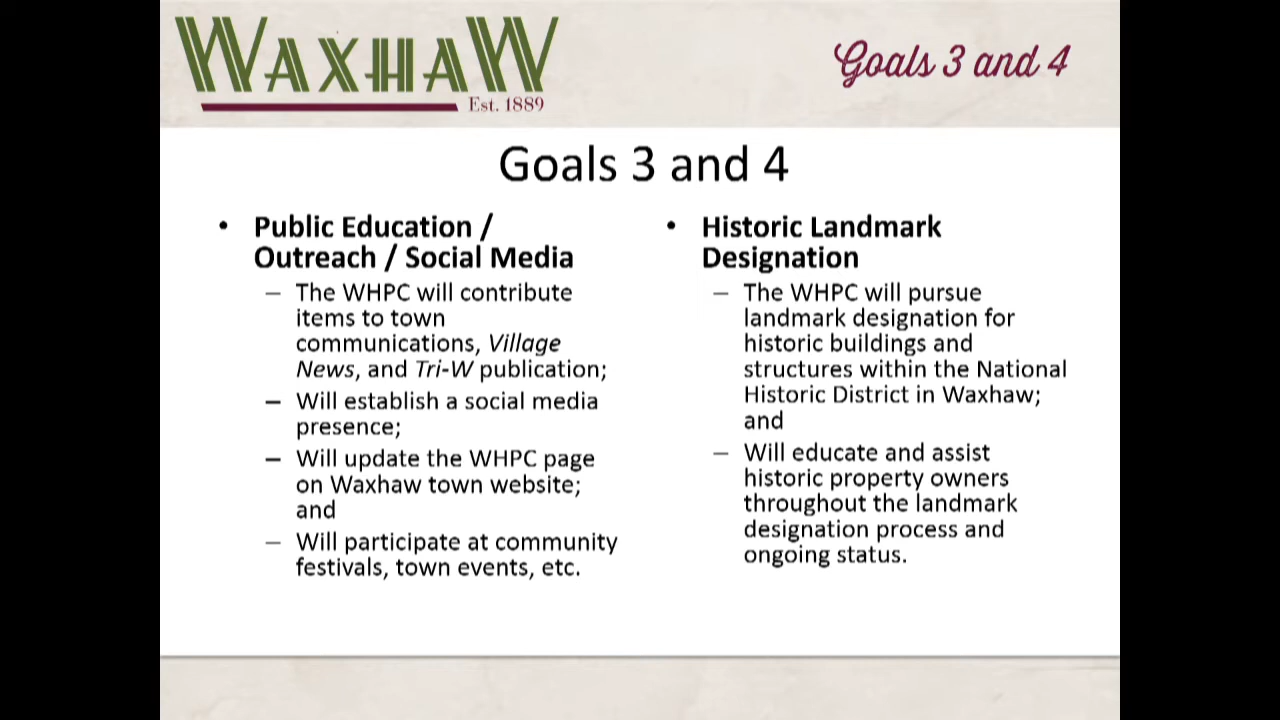 WAXHAW
Est. 1889
Goals 3 and 4
Goals 3 and 4
• Public Education /
Outreach / Social Media
– The WHPC will contribute
items to town
communications, Village
News, and Tri-W publication;
– Will establish a social media
presence;
– Will update the WHPC page
on Waxhaw town website;
and
– Will participate at community
festivals, town events, etc.
• Historic Landmark
Designation
– The WHPC will pursue
landmark designation for
historic buildings and
structures within the National
Historic District in Waxhaw;
and
– Will educate and assist
historic property owners
throughout the landmark
designation process and
ongoing status.